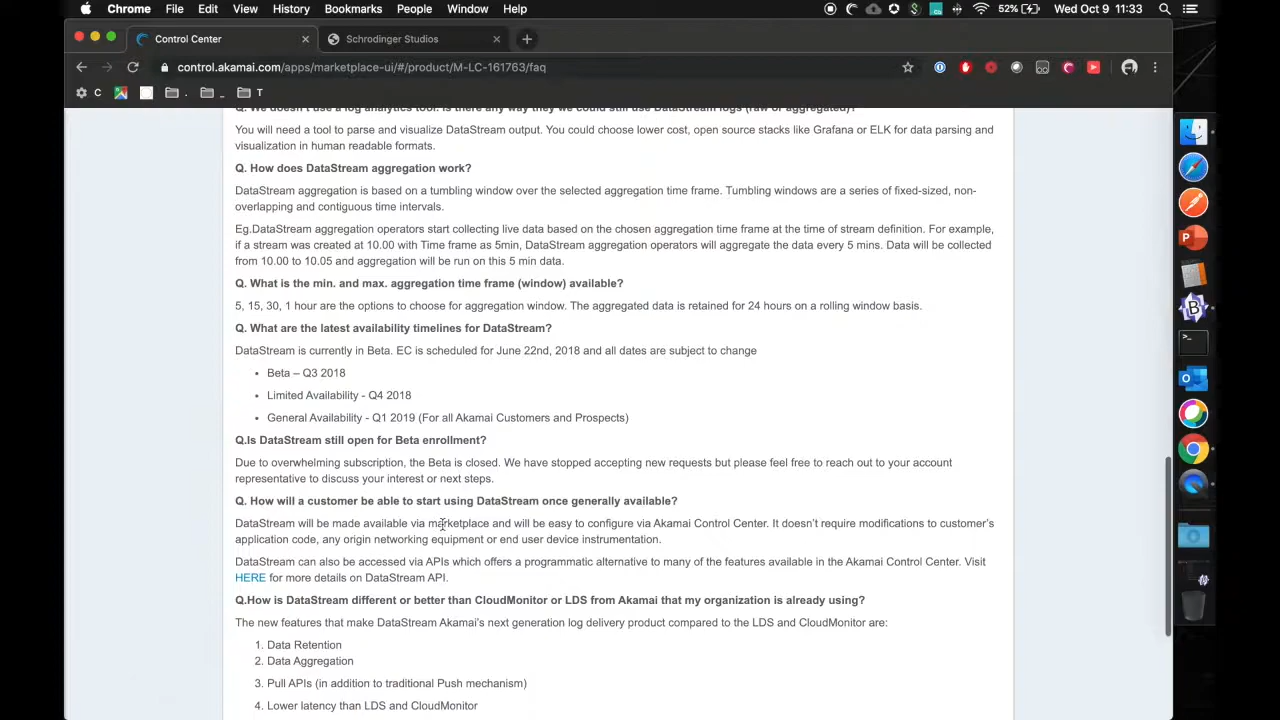 Chrome File Edit View History Bookmarks People Window Help 52% Wed Oct 9 11:33
Control Center Schrodinger Studios
control.akamai.com/apps/marketplace-ui/#/product/M-LC-161763/faq
C . _ T
Q. We doesn't use a log analytics tool. Is there any way they we could still use DataStream logs (raw or aggregated)?
You will need a tool to parse and visualize DataStream output. You could choose lower cost, open source stacks like Grafana or ELK for data parsing and
visualization in human readable formats.
Q. How does DataStream aggregation work?
DataStream aggregation is based on a tumbling window over the selected aggregation time frame. Tumbling windows are a series of fixed-sized, non-
overlapping and contiguous time intervals.
Eg.DataStream aggregation operators start collecting live data based on the chosen aggregation time frame at the time of stream definition. For example,
if a stream was created at 10.00 with Time frame as 5min, DataStream aggregation operators will aggregate the data every 5 mins. Data will be collected
from 10.00 to 10.05 and aggregation will be run on this 5 min data.
Q. What is the min. and max. aggregation time frame (window) available?
5, 15, 30, 1 hour are the options to choose for aggregation window. The aggregated data is retained for 24 hours on a rolling window basis.
Q. What are the latest availability timelines for DataStream?
DataStream is currently in Beta. EC is scheduled for June 22nd, 2018 and all dates are subject to change
• Beta – Q3 2018
• Limited Availability - Q4 2018
• General Availability - Q1 2019 (For all Akamai Customers and Prospects)
Q.Is DataStream still open for Beta enrollment?
Due to overwhelming subscription, the Beta is closed. We have stopped accepting new requests but please feel free to reach out to your account
representative to discuss your interest or next steps.
Q. How will a customer be able to start using DataStream once generally available?
DataStream will be made available via marketplace and will be easy to configure via Akamai Control Center. It doesn't require modifications to customer's
application code, any origin networking equipment or end user device instrumentation.
DataStream can also be accessed via APIs which offers a programmatic alternative to many of the features available in the Akamai Control Center. Visit
HERE for more details on DataStream API.
Q.How is DataStream different or better than CloudMonitor or LDS from Akamai that my organization is already using?
The new features that make DataStream Akamai's next generation log delivery product compared to the LDS and CloudMonitor are:
1. Data Retention
2. Data Aggregation
3. Pull APIs (in addition to traditional Push mechanism)
4. Lower latency than LDS and CloudMonitor